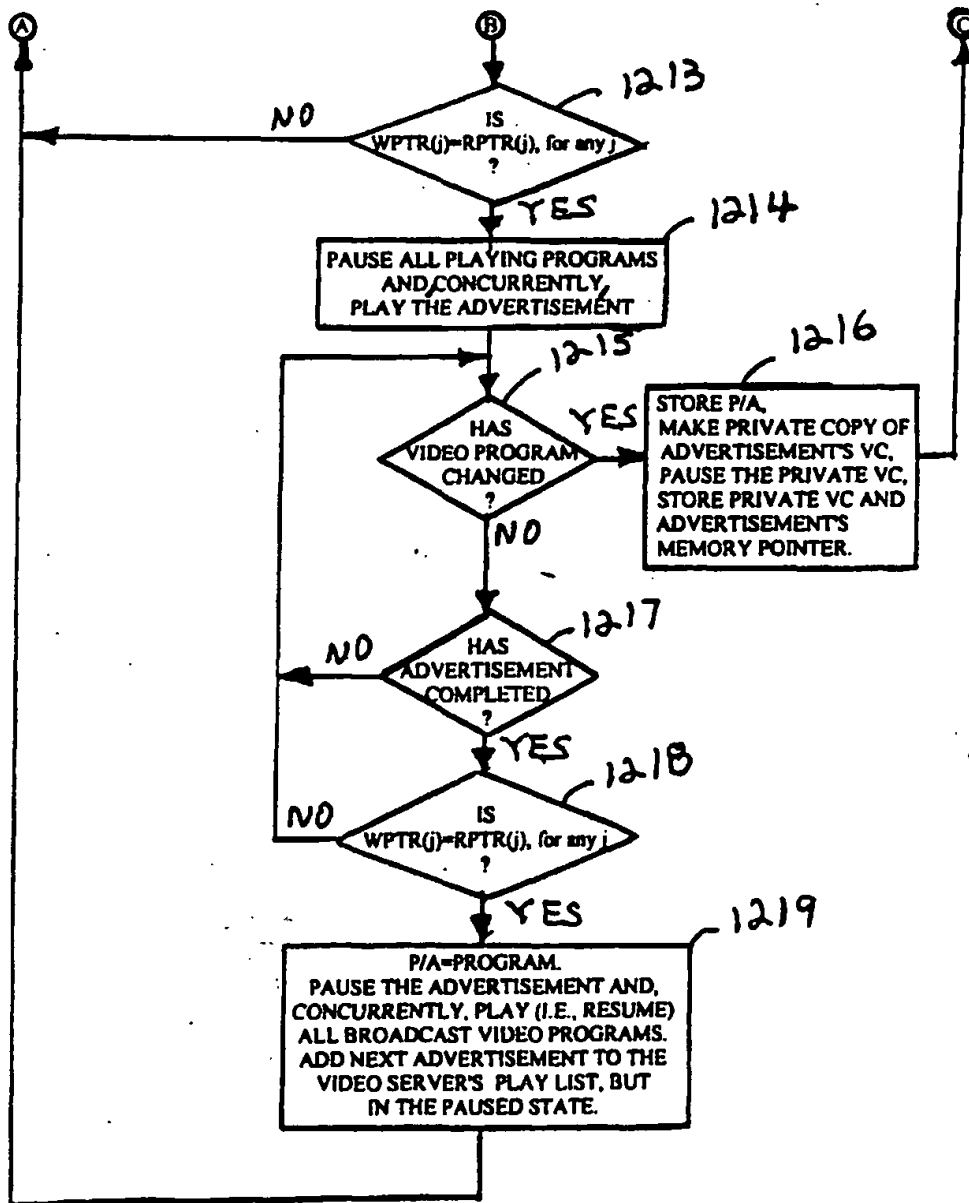 A
B
C
1213
NO
IS
WPTR(j)=RPTR(j), for any j
?
YES
1214
PAUSE ALL PLAYING PROGRAMS
AND, CONCURRENTLY,
PLAY THE ADVERTISEMENT
1215
1216
HAS
VIDEO PROGRAM
CHANGED
?
YES
STORE P/A,
MAKE PRIVATE COPY OF
ADVERTISEMENT'S VC,
PAUSE THE PRIVATE VC,
STORE PRIVATE VC AND
ADVERTISEMENT'S
MEMORY POINTER.
NO
1217
NO
HAS
ADVERTISEMENT
COMPLETED
?
YES
1218
NO
IS
WPTR(j)=RPTR(j), for any j
?
YES
1219
P/A=PROGRAM.
PAUSE THE ADVERTISEMENT AND,
CONCURRENTLY, PLAY (I.E., RESUME)
ALL BROADCAST VIDEO PROGRAMS.
ADD NEXT ADVERTISEMENT TO THE
VIDEO SERVER'S PLAY LIST, BUT
IN THE PAUSED STATE.